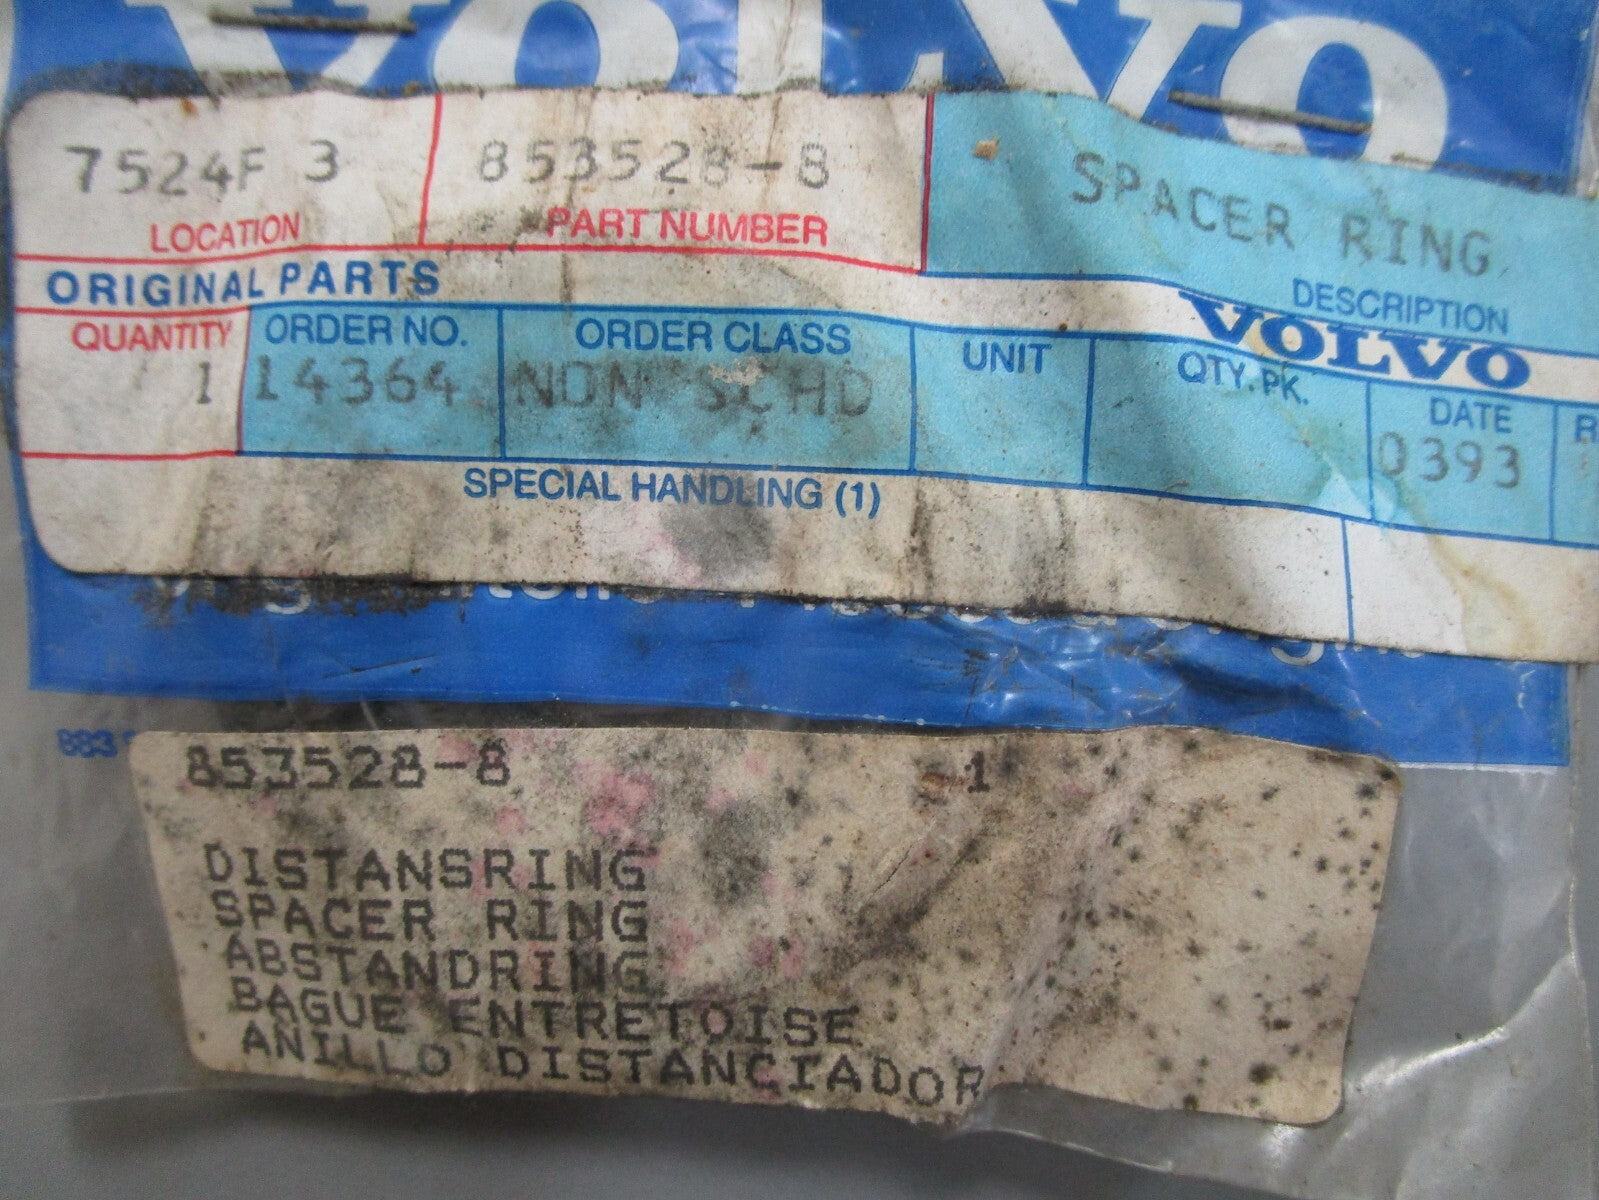 VOLVO
7524F 3 853528-8 SPACER RING
LOCATION PART NUMBER DESCRIPTION
ORIGINAL PARTS VOLVO
QUANTITY ORDER NO. ORDER CLASS UNIT QTY. PK. DATE
1 14364 NON SCHD 0393
SPECIAL HANDLING (1)
883
853528-8 1
DISTANSRING
SPACER RING
ABSTANDRING
BAGUE ENTRETOISE
ANILLO DISTANCIADOR